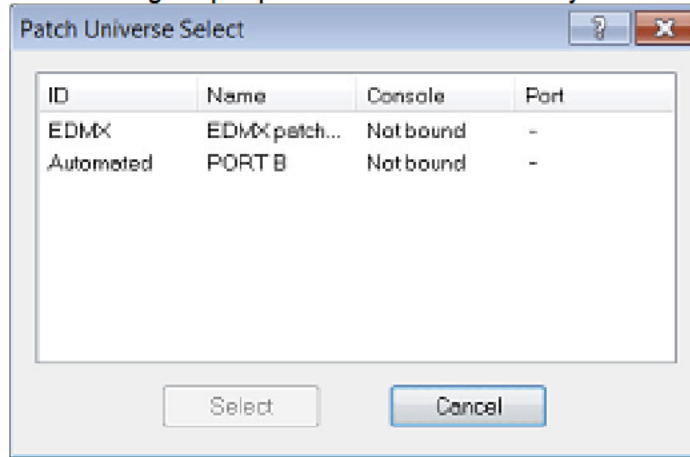 Patch Universe Select
ID Name Console Port
EDMX EDMX patch... Not bound -
Automated PORT B Not bound -
Select Cancel